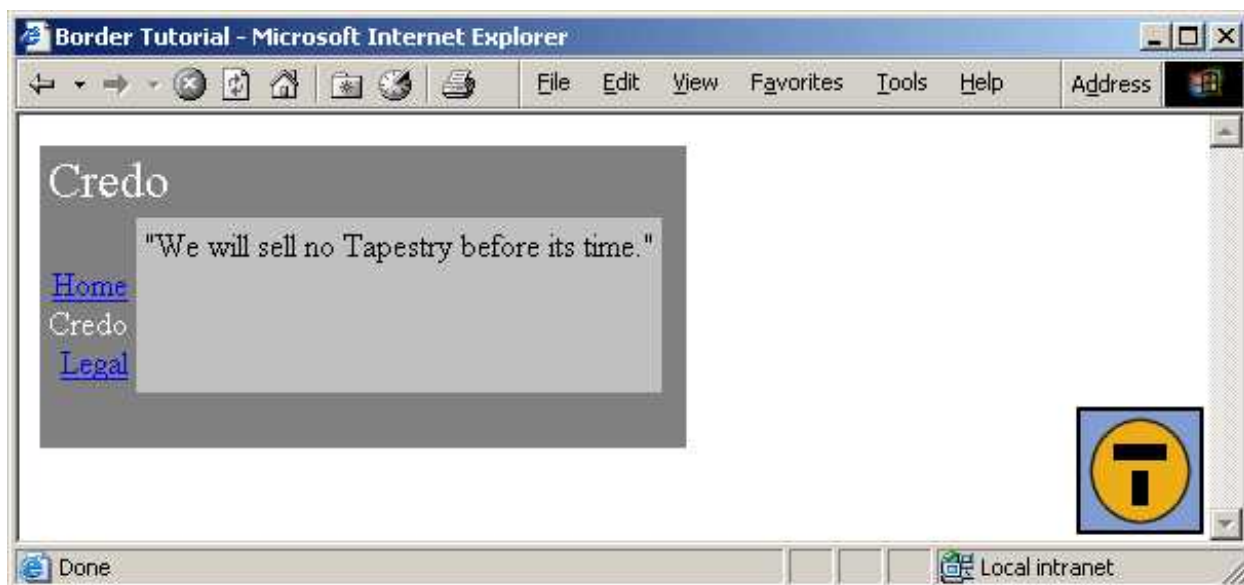 Border Tutorial - Microsoft Internet Explorer
File Edit View Favorites Tools Help Address
Credo
"We will sell no Tapestry before its time."
Home
Credo
Legal
T
Done
Local intranet